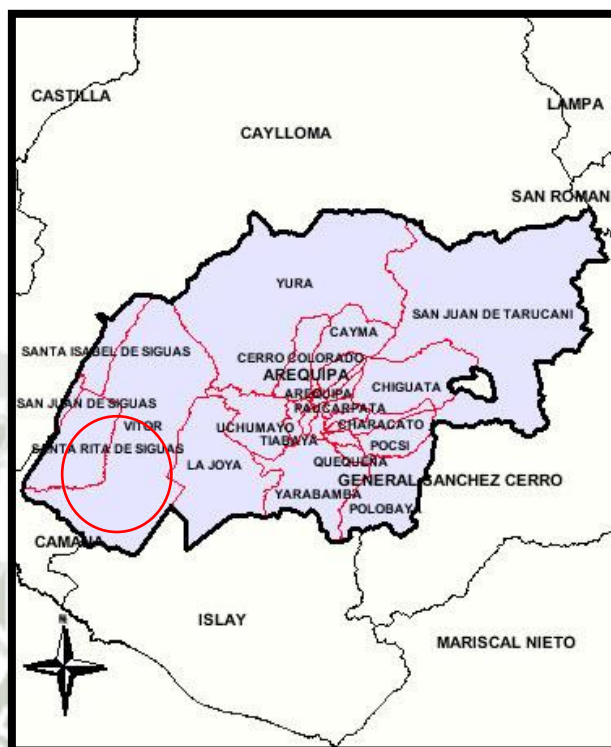 CASTILLA
LAMPA
CAYLLOMA
SAN ROMAN
YURA
SAN JUAN DE TARUCANI
CAYMA
SANTA ISABEL DE SIGUAS
CERRO COLORADO
AREQUIPA
CHIGUATA
AREQUIPA
SAN JUAN DE SIGUAS
PAUCARPATA
VITOR
UCHUMAYO
CHARACATO
TIABAYA
POCSI
SANTA RITA DE SIGUAS
LA JOYA
QUEQUEÑA
GENERAL SANCHEZ CERRO
YARABAMBA
POLOBAYA
CAMANA
ISLAY
N
MARISCAL NIETO